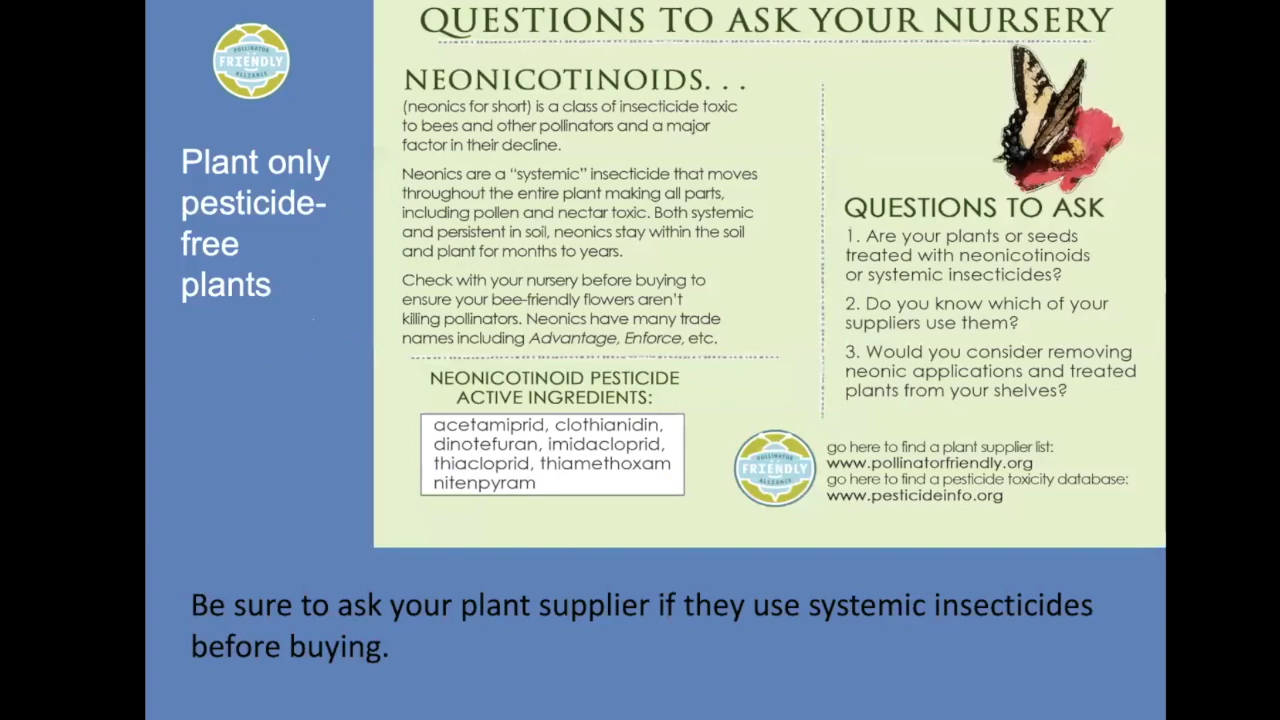 QUESTIONS TO ASK YOUR NURSERY
POLLINATOR
FRIENDLY
ALLIANCE
Plant only
pesticide-
free
plants
NEONICOTINOIDS. . .
(neonics for short) is a class of insecticide toxic
to bees and other pollinators and a major
factor in their decline.
Neonics are a “systemic” insecticide that moves
throughout the entire plant making all parts,
including pollen and nectar toxic. Both systemic
and persistent in soil, neonics stay within the soil
and plant for months to years.
Check with your nursery before buying to
ensure your bee-friendly flowers aren’t
killing pollinators. Neonics have many trade
names including Advantage, Enforce, etc.
NEONICOTINOID PESTICIDE
ACTIVE INGREDIENTS:
acetamiprid, clothianidin,
dinotefuran, imidacloprid,
thiacloprid, thiamethoxam
nitenpyram
QUESTIONS TO ASK
1. Are your plants or seeds
treated with neonicotinoids
or systemic insecticides?
2. Do you know which of your
suppliers use them?
3. Would you consider removing
neonic applications and treated
plants from your shelves?
POLLINATOR
FRIENDLY
ALLIANCE
go here to find a plant supplier list:
www.pollinatorfriendly.org
go here to find a pesticide toxicity database:
www.pesticideinfo.org
Be sure to ask your plant supplier if they use systemic insecticides
before buying.